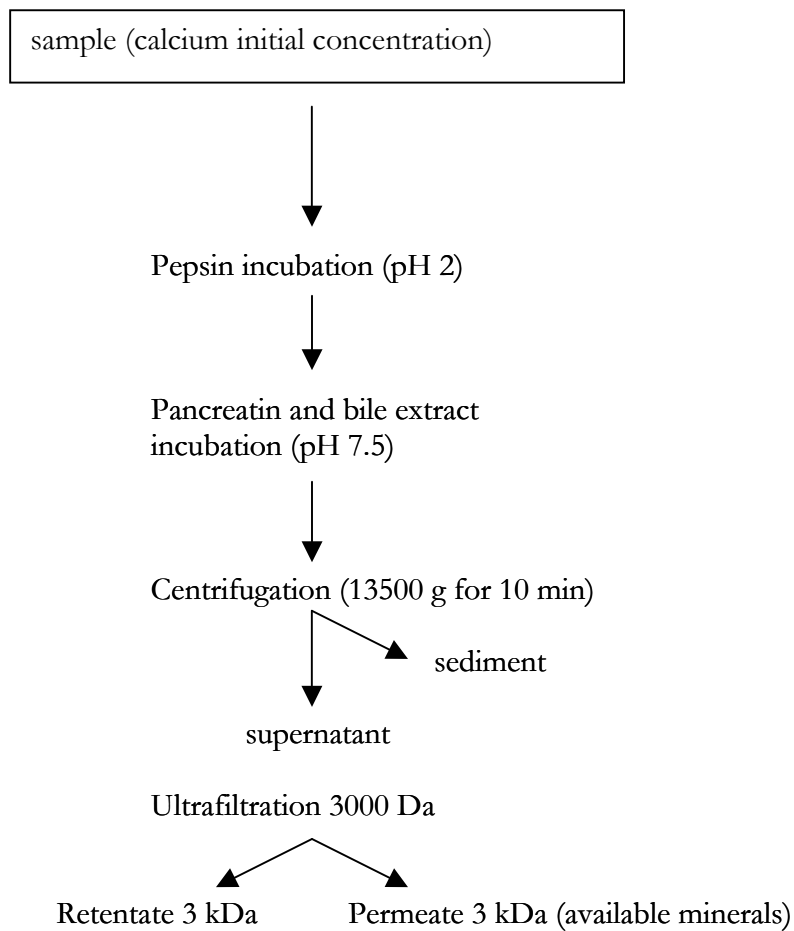 sample (calcium initial concentration)
Pepsin incubation (pH 2)
Pancreatin and bile extract
incubation (pH 7.5)
Centrifugation (13500 g for 10 min)
sediment
supernatant
Ultrafiltration 3000 Da
Retentate 3 kDa
Permeate 3 kDa (available minerals)